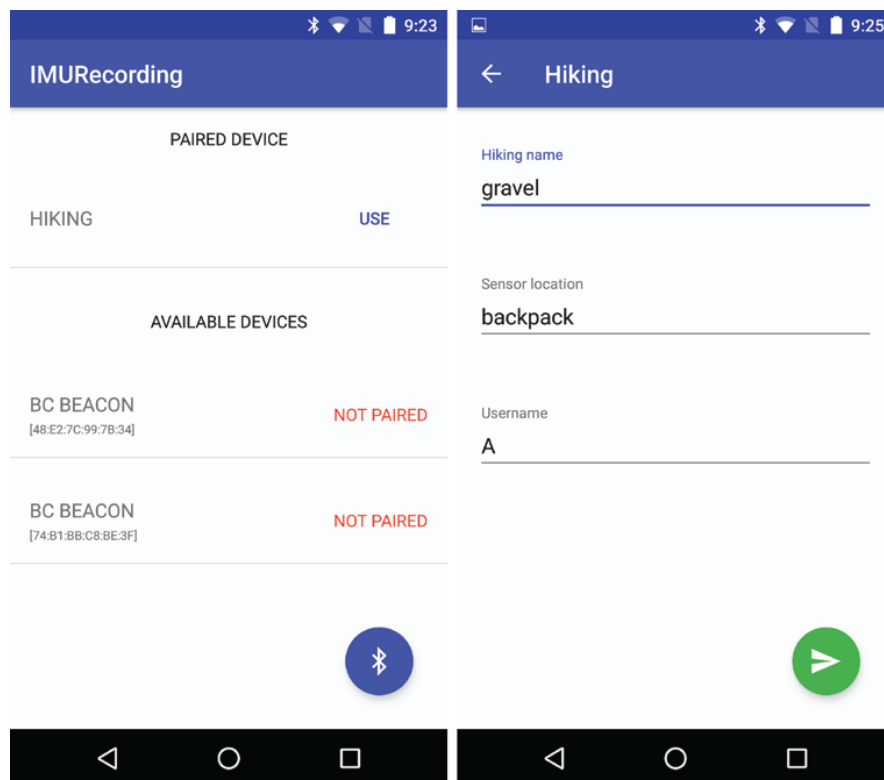 9:23
IMURecording
PAIRED DEVICE
HIKING
USE
AVAILABLE DEVICES
BC BEACON
[48:E2:7C:99:7B:34]
NOT PAIRED
BC BEACON
[74:B1:BB:C8:BE:3F]
NOT PAIRED
9:25
Hiking
Hiking name
gravel
Sensor location
backpack
Username
A